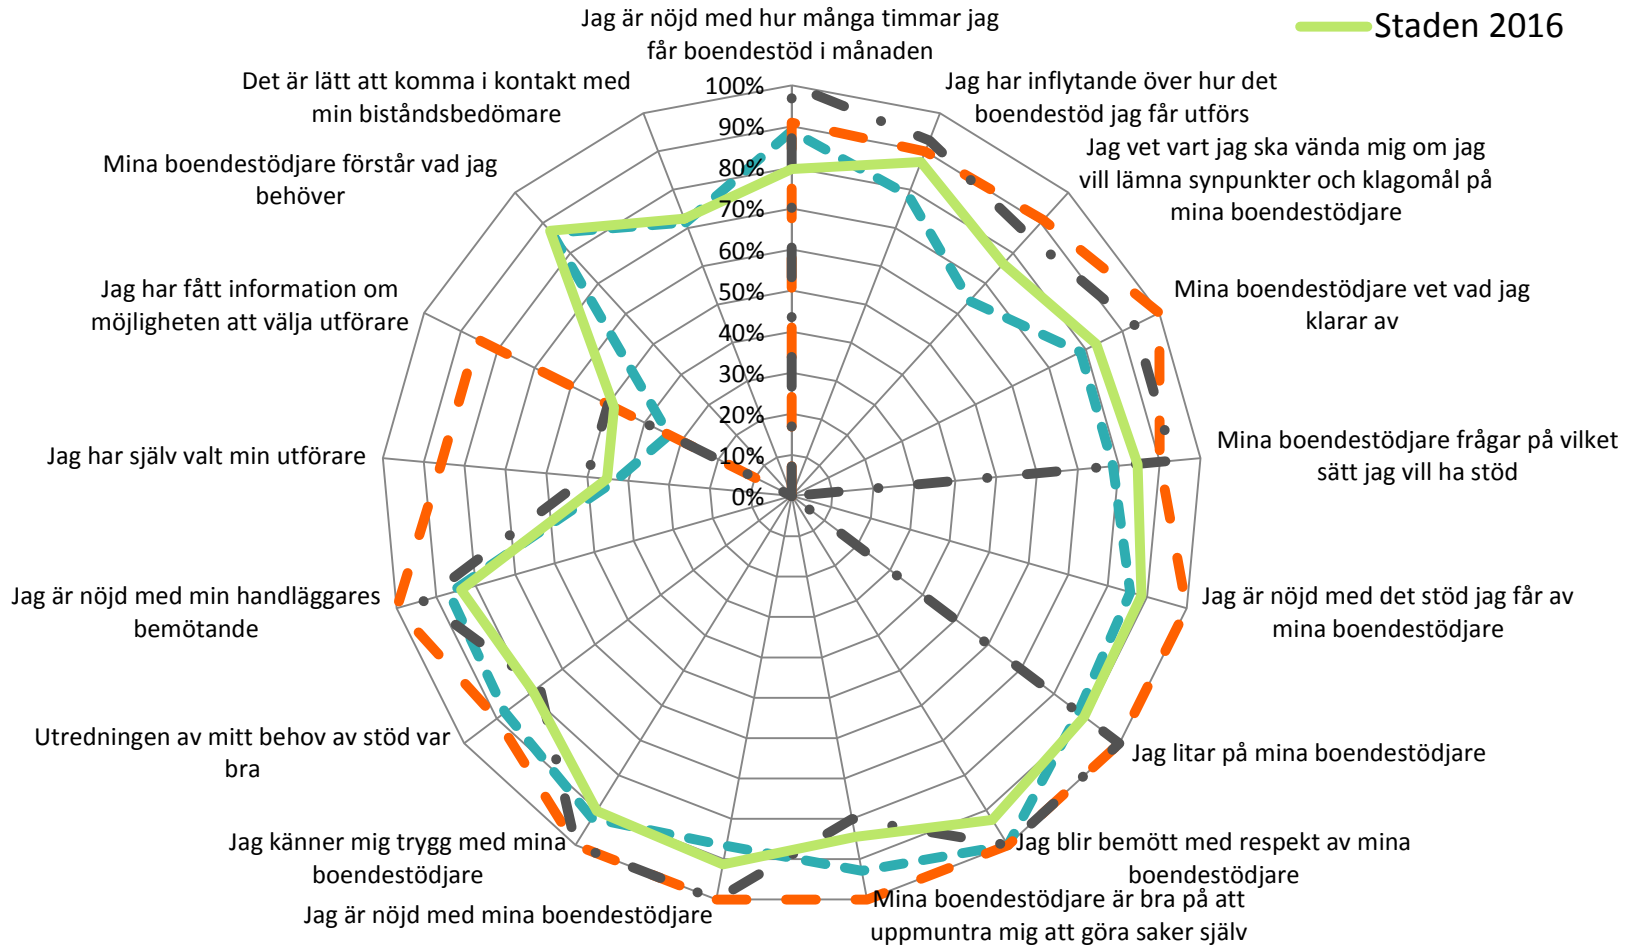 Jag är nöjd med hur många timmar jag
får boendestöd i månaden
Staden 2016
Jag har inflytande över hur det
boendestöd jag får utförs
Jag vet vart jag ska vända mig om jag
vill lämna synpunkter och klagomål på
mina boendestödjare
Mina boendestödjare vet vad jag
klarar av
Mina boendestödjare frågar på vilket
sätt jag vill ha stöd
Jag är nöjd med det stöd jag får av
mina boendestödjare
Jag litar på mina boendestödjare
Jag blir bemött med respekt av mina
boendestödjare
Mina boendestödjare är bra på att
uppmuntra mig att göra saker själv
Jag är nöjd med mina boendestödjare
Jag känner mig trygg med mina
boendestödjare
Utredningen av mitt behov av stöd var
bra
Jag är nöjd med min handläggares
bemötande
Jag har själv valt min utförare
Jag har fått information om
möjligheten att välja utförare
Mina boendestödjare förstår vad jag
behöver
Det är lätt att komma i kontakt med
min biståndsbedömare
100%
90%
80%
70%
60%
50%
40%
30%
20%
10%
0%